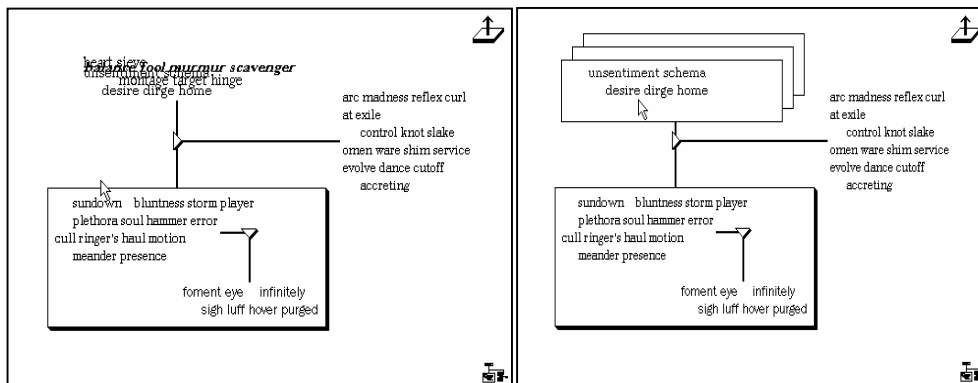 heart sieve
balance fool murmur scavenger
unsentiment schema
montage target hinge
desire dirge home
arc madness reflex curl
at exile
control knot slake
omen ware shim service
evolve dance cutoff
accreting
sundown bluntness storm player
plethora soul hammer error
cull ringer's haul motion
meander presence
foment eye infinitely
sigh luff hover purged
unsentiment schema
desire dirge home
arc madness reflex curl
at exile
control knot slake
omen ware shim service
evolve dance cutoff
accreting
sundown bluntness storm player
plethora soul hammer error
cull ringer's haul motion
meander presence
foment eye infinitely
sigh luff hover purged